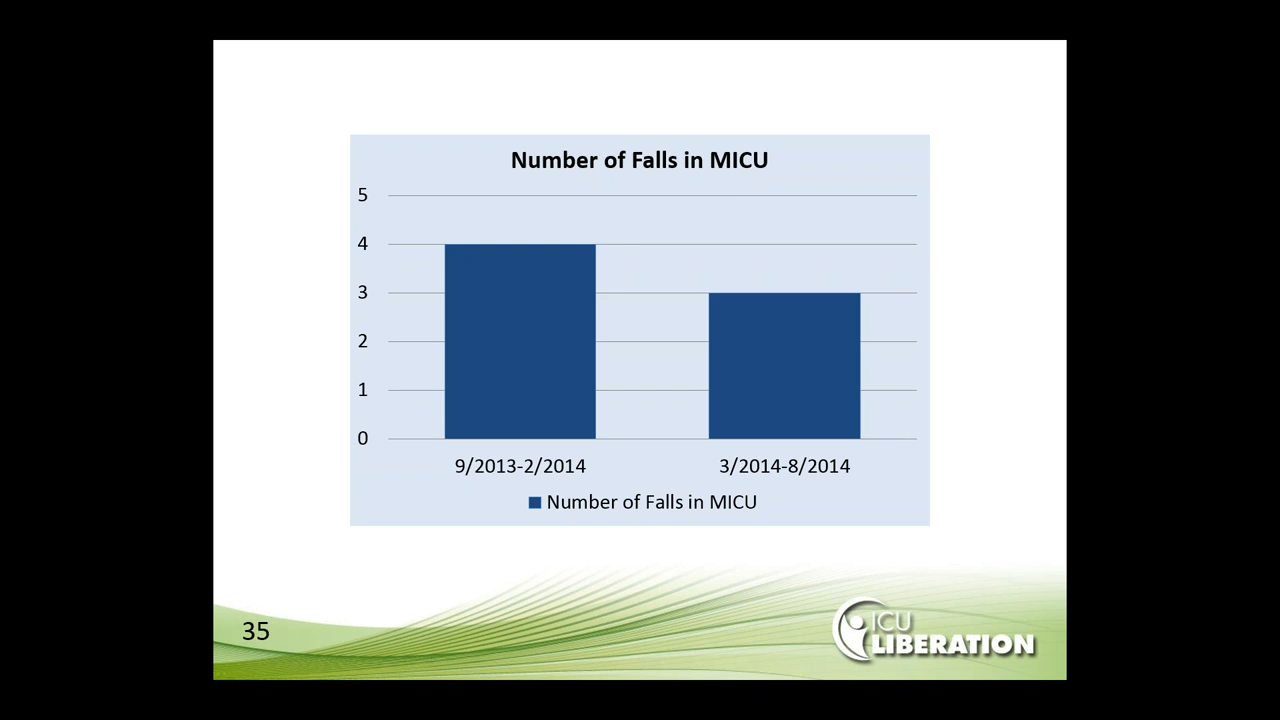 Number of Falls in MICU
5
4
3
2
1
0
9/2013-2/2014 3/2014-8/2014
Number of Falls in MICU
35
ICU
LIBERATION